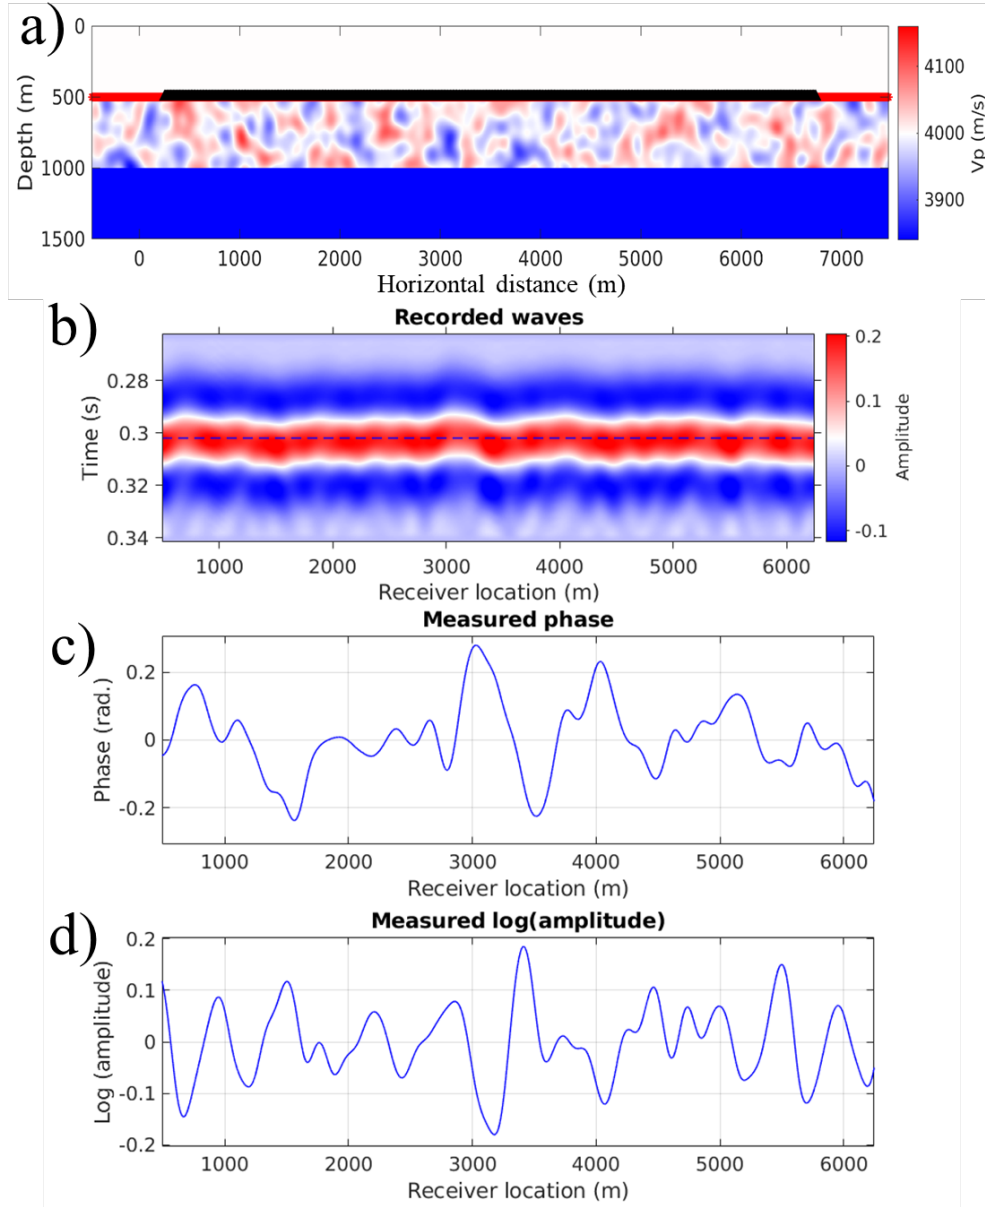 a)
0
500
1000
1500
Depth (m)
0 1000 2000 3000 4000 5000 6000 7000
Horizontal distance (m)
4100
4000
3900
Vp (m/s)
b)
Recorded waves
0.28
0.3
0.32
0.34
Time (s)
1000 2000 3000 4000 5000 6000
Receiver location (m)
0.2
0.1
0
-0.1
Amplitude
c)
Measured phase
0.2
0
-0.2
Phase (rad.)
1000 2000 3000 4000 5000 6000
Receiver location (m)
d)
Measured log(amplitude)
0.2
0.1
0
-0.1
-0.2
Log (amplitude)
1000 2000 3000 4000 5000 6000
Receiver location (m)